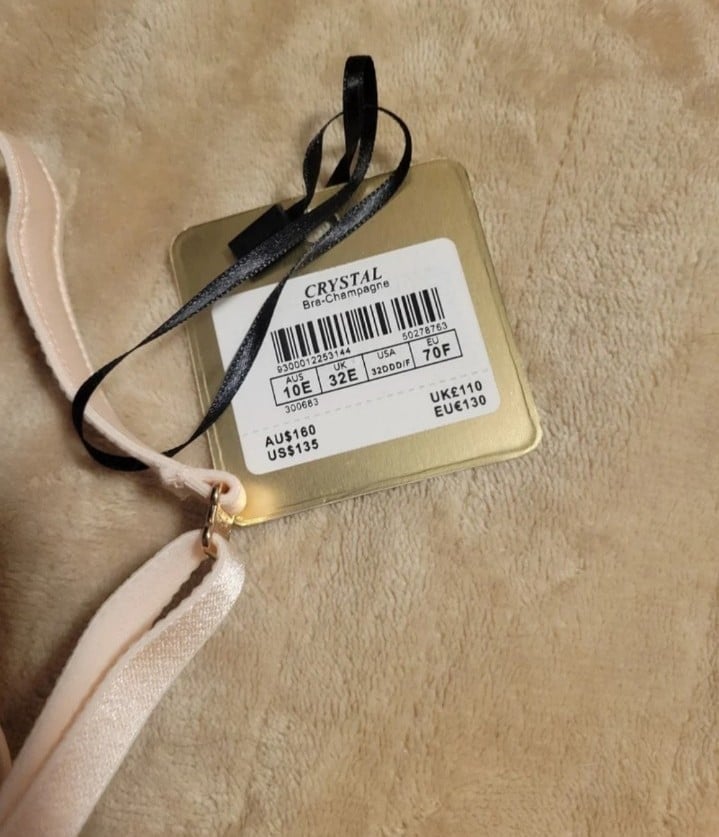 CRYSTAL
Bra-Champagne
9300012253144 50278763
AUS UK USA EU
10E 32E 32DDD/F 70F
300683
AU$160 UK£110
US$135 EU€130